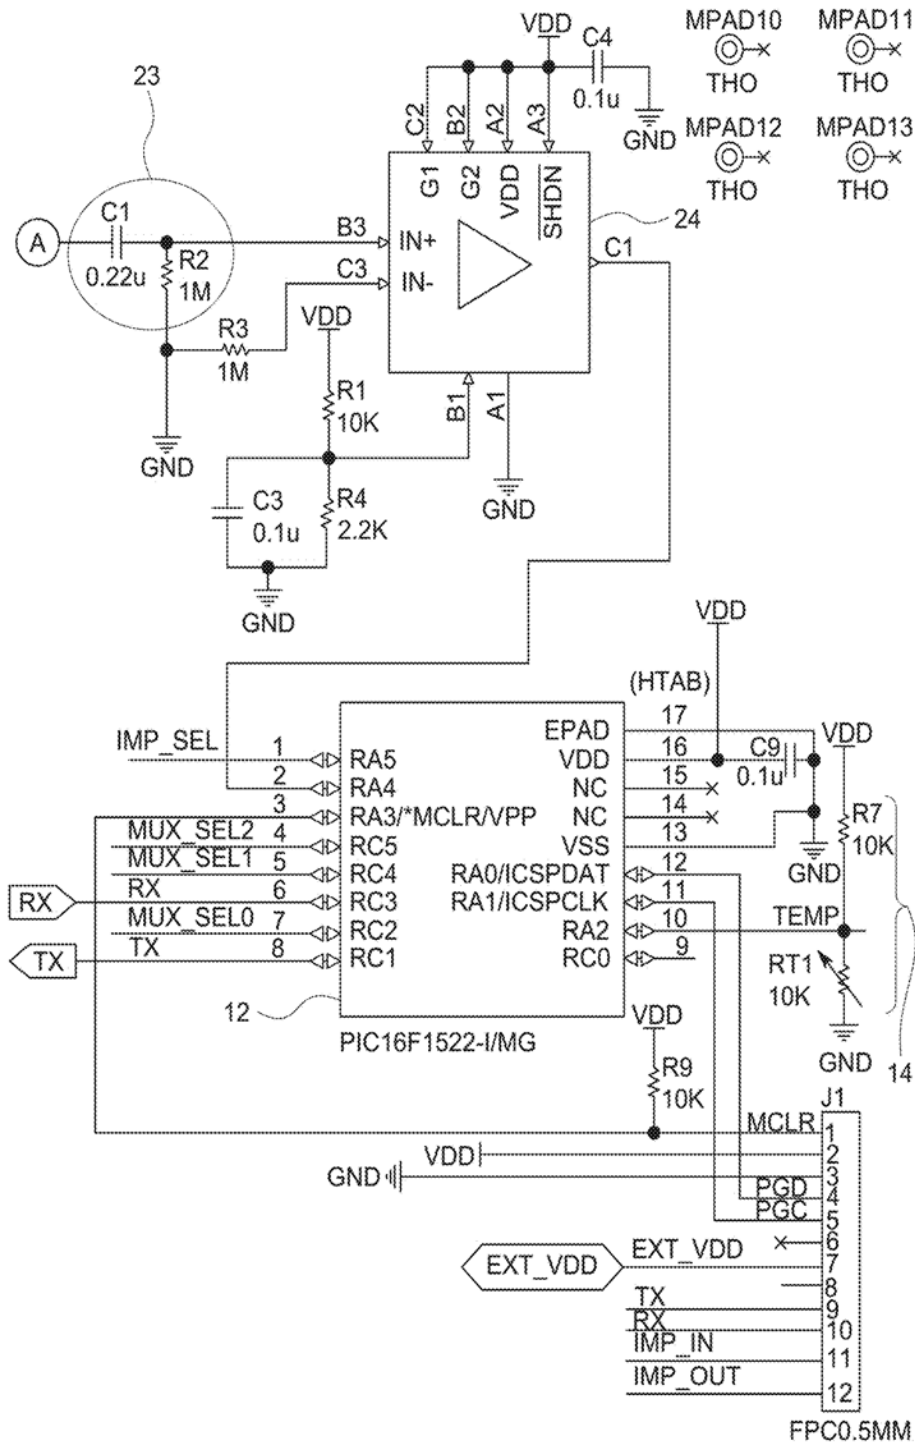 MPAD10
MPAD11
THO
THO
MPAD12
MPAD13
THO
THO
VDD
C4
0.1u
GND
23
C2
B2
A2
A3
G1
G2
VDD
SHDN
24
A
C1
0.22u
R2
1M
B3
IN+
C3
IN-
C1
R3
1M
VDD
R1
10K
B1
A1
GND
GND
C3
0.1u
R4
2.2K
GND
VDD
(HTAB)
IMP_SEL
1
RA5
EPAD
17
2
RA4
VDD
16
C9
0.1u
VDD
3
RA3/*MCLR/VPP
NC
15
MUX_SEL2
4
RC5
NC
14
MUX_SEL1
5
RC4
VSS
13
GND
R7
10K
RX
RX
6
RC3
RA0/ICSPDAT
12
MUX_SEL0
7
RC2
RA1/ICSPCLK
11
TX
TX
8
RC1
RA2
10
TEMP
RC0
9
RT1
10K
12
PIC16F1522-I/MG
VDD
GND
14
R9
10K
J1
MCLR
1
VDD
2
GND
3
PGD
4
PGC
5
6
EXT_VDD
EXT_VDD
7
8
TX
9
RX
10
IMP_IN
11
IMP_OUT
12
FPC0.5MM